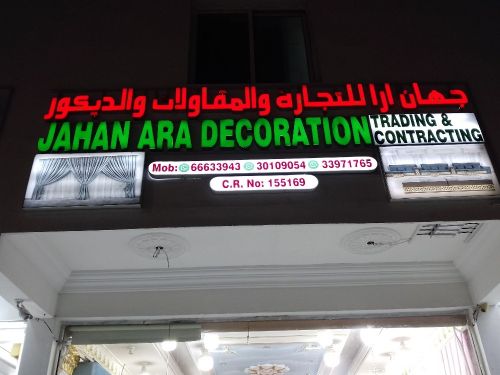 جهان ارا للتجاره والمقاولات والديكور
JAHAN ARA DECORATION TRADING & CONTRACTING
Mob: 66633943 30109054 33971765
C.R. No: 155169